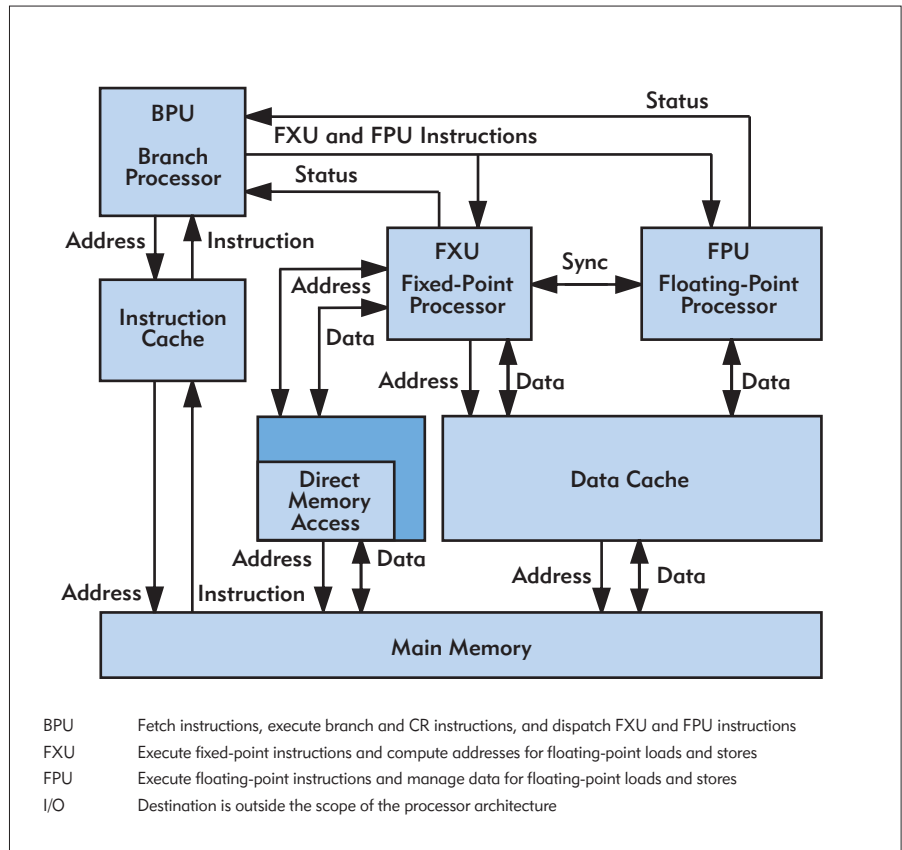 Status
BPU
FXU and FPU Instructions
Branch
Processor
Status
Address
Instruction
FXU
Fixed-Point
Processor
Sync
FPU
Floating-Point
Processor
Address
Data
Instruction
Cache
Address
Data
Data
Direct
Memory
Access
Data Cache
Address
Data
Address
Data
Address
Instruction
Main Memory
BPU Fetch instructions, execute branch and CR instructions, and dispatch FXU and FPU instructions
FXU Execute fixed-point instructions and compute addresses for floating-point loads and stores
FPU Execute floating-point instructions and manage data for floating-point loads and stores
I/O Destination is outside the scope of the processor architecture